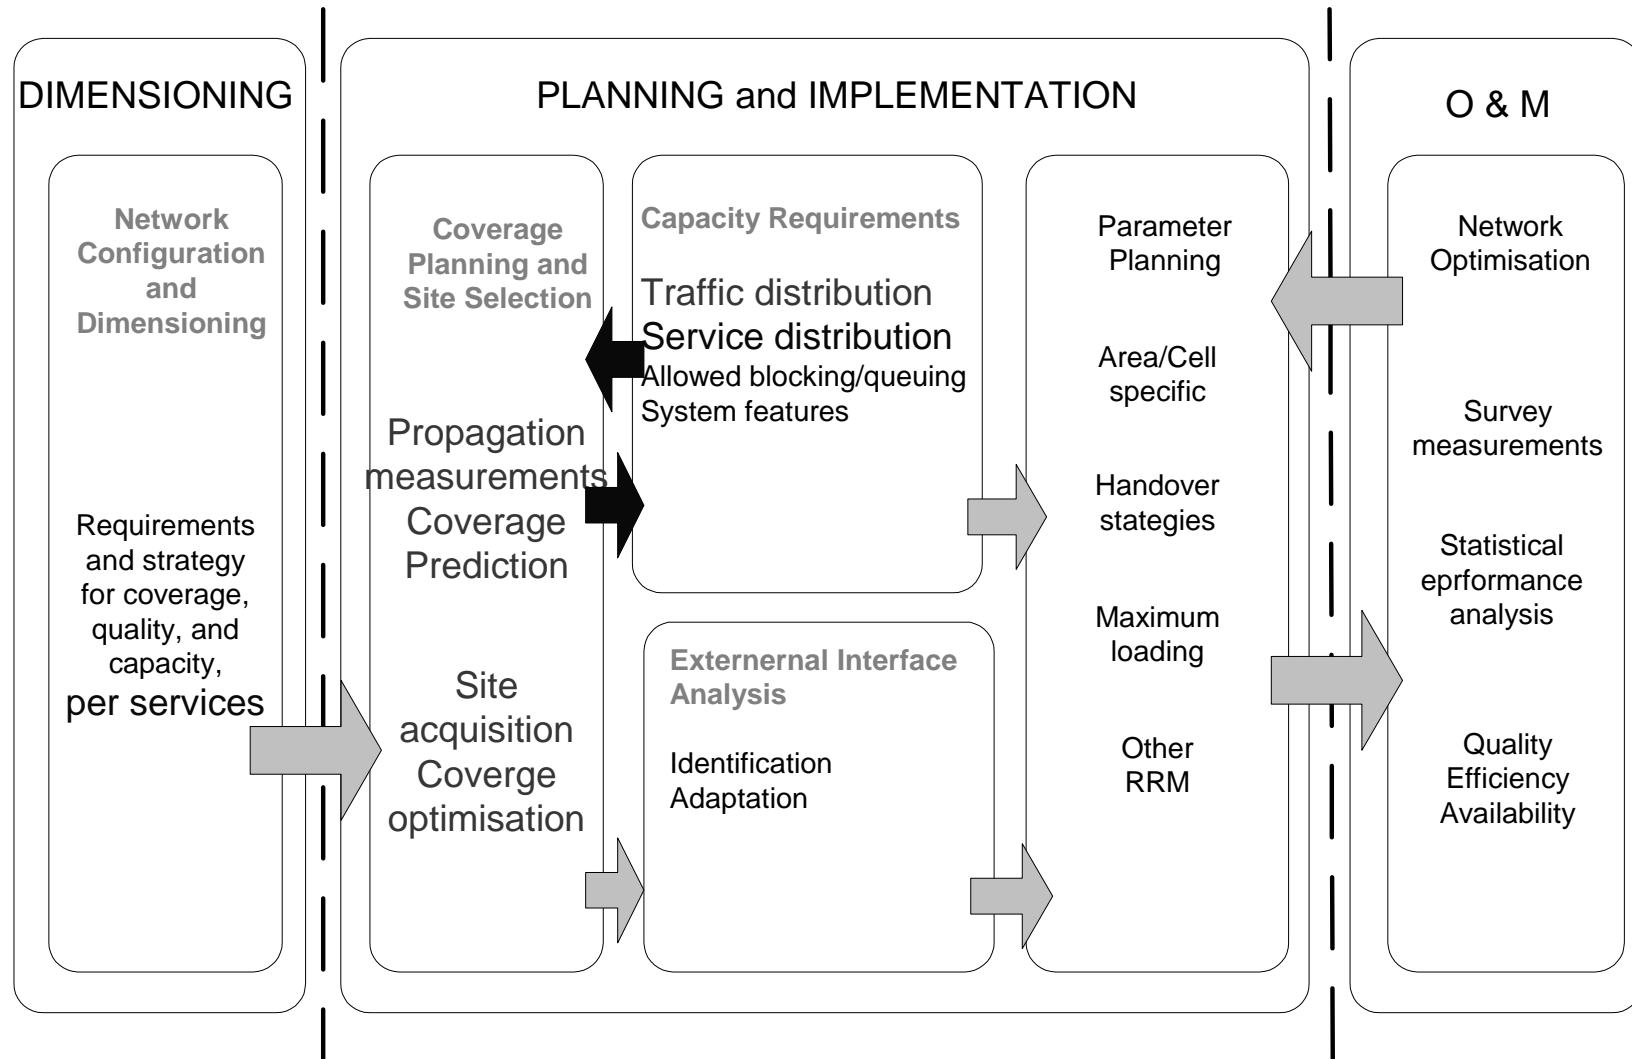 DIMENSIONING
Network
Configuration
and
Dimensioning
Requirements
and strategy
for coverage,
quality, and
capacity,
per services
PLANNING and IMPLEMENTATION
Coverage
Planning and
Site Selection
Propagation
measurements
Coverage
Prediction
Site
acquisition
Coverge
optimisation
Capacity Requirements
Traffic distribution
Service distribution
Allowed blocking/queuing
System features
Externernal Interface
Analysis
Identification
Adaptation
Parameter
Planning
Area/Cell
specific
Handover
stategies
Maximum
loading
Other
RRM
O & M
Network
Optimisation
Survey
measurements
Statistical
eprformance
analysis
Quality
Efficiency
Availability